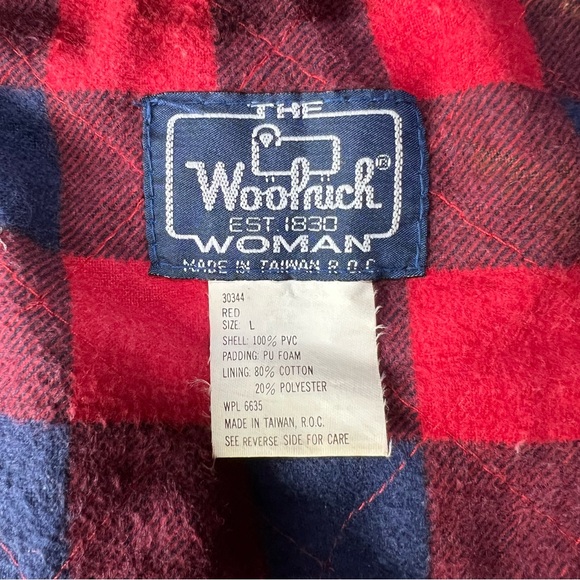 THE
Woolrich®
EST. 1830
WOMAN
MADE IN TAIWAN R.O.C
30344
RED
SIZE: L
SHELL: 100% PVC
PADDING: PU FOAM
LINING: 80% COTTON
20% POLYESTER
WPL 6635
MADE IN TAIWAN, R.O.C.
SEE REVERSE SIDE FOR CARE